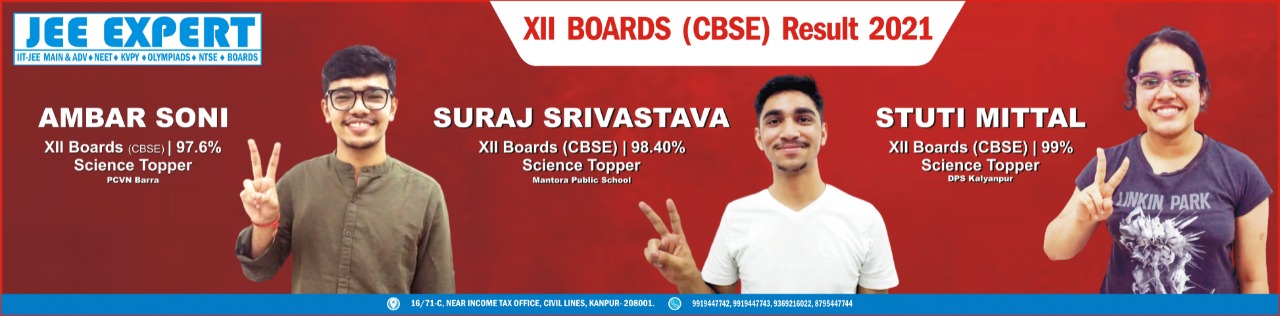 JEE EXPERT
IIT-JEE MAIN & ADV ♦ NEET ♦ KVPY ♦ OLYMPIADS ♦ NTSE ♦ BOARDS
XII BOARDS (CBSE) Result 2021
AMBAR SONI
XII Boards (CBSE) | 97.6%
Science Topper
PCVN Barra
SURAJ SRIVASTAVA
XII Boards (CBSE) | 98.40%
Science Topper
Mantora Public School
STUTI MITTAL
XII Boards (CBSE) | 99%
Science Topper
DPS Kalyanpur
LINKIN PARK
16/71-C, NEAR INCOME TAX OFFICE, CIVIL LINES, KANPUR- 208001.
9919447742, 9919447743, 9369216022, 8795447744